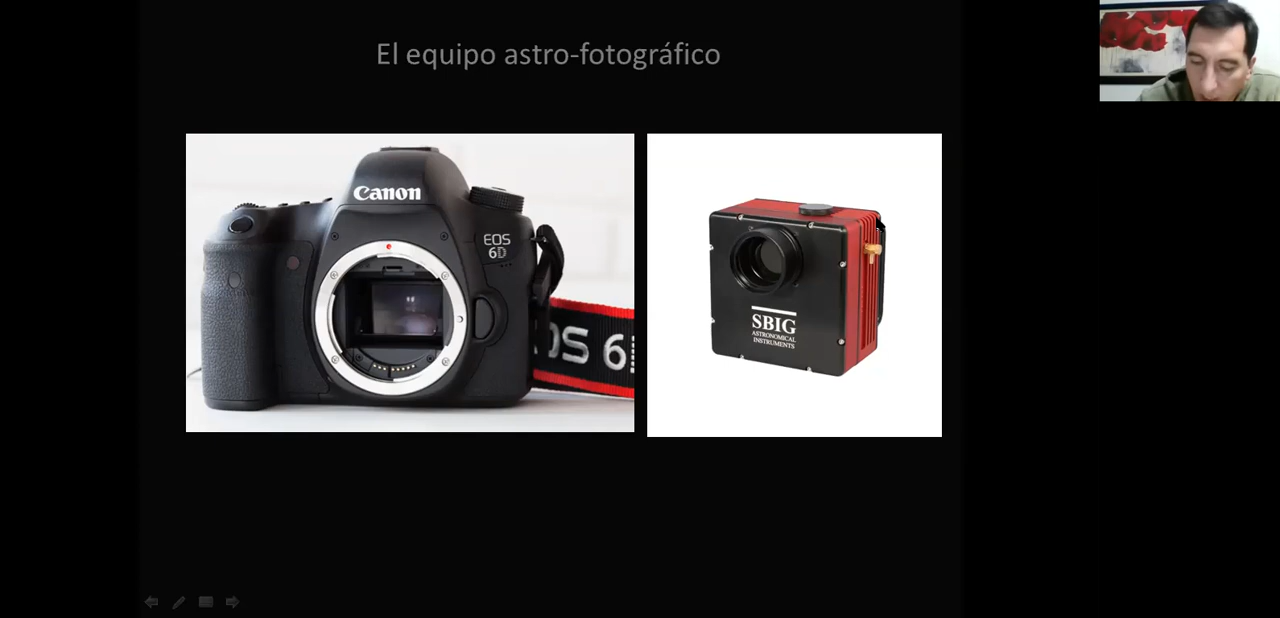 El equipo astro-fotográfico
Canon
EOS
6D
OS 6
SBIG
ASTRONOMICAL
INSTRUMENTS